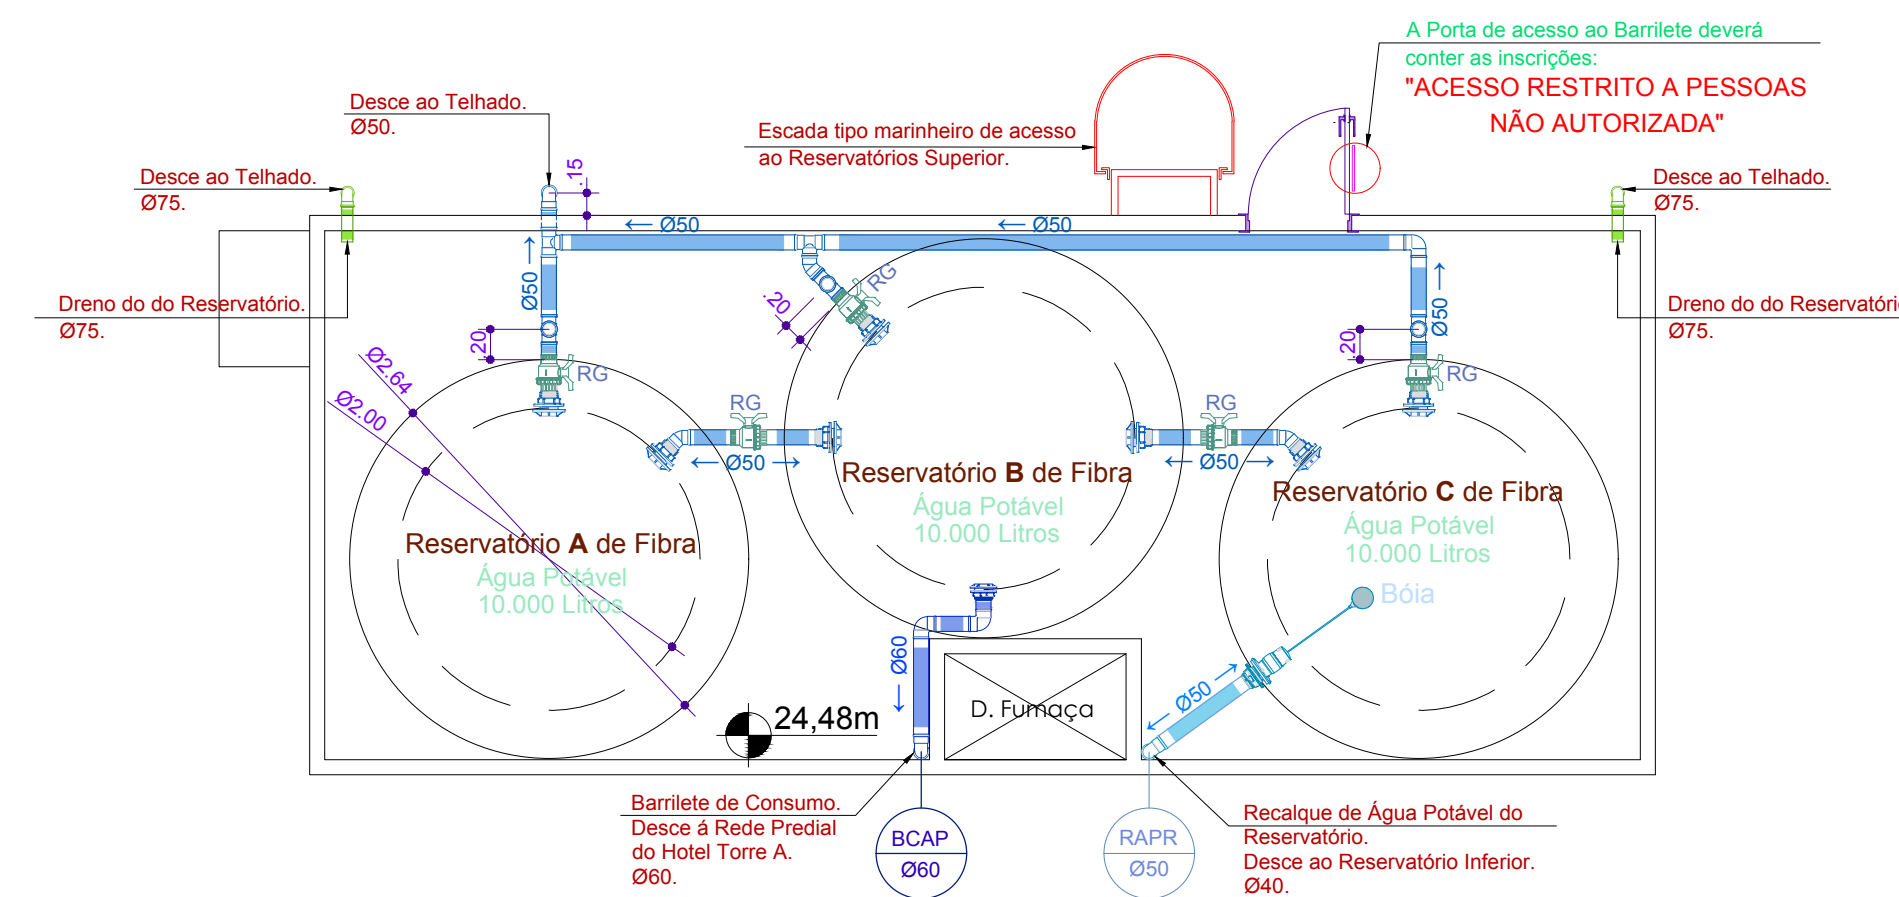 A Porta de acesso ao Barrilete deverá
conter as inscrições:
"ACESSO RESTRITO A PESSOAS
NÃO AUTORIZADA"
Desce ao Telhado.
Ø50.
Escada tipo marinheiro de acesso
ao Reservatórios Superior.
Desce ao Telhado.
Ø75.
.15
Desce ao Telhado.
Ø75.
← Ø50
← Ø50
Ø50 →
RG
.20
Ø50 →
Dreno do do Reservatório.
Ø75.
Dreno do do Reservatório
Ø75.
.20
.20
Ø2.64
Ø2.00
RG
RG
RG
RG
← Ø50 →
← Ø50 →
Reservatório B de Fibra
Água Potável
10.000 Litros
Reservatório C de Fibra
Água Potável
10.000 Litros
Reservatório A de Fibra
Água Potável
10.000 Litros
Bóia
← Ø60
← Ø50 →
D. Fumaça
24,48m
Barrilete de Consumo.
Desce á Rede Predial
do Hotel Torre A.
Ø60.
BCAP
Ø60
RAPR
Ø50
Recalque de Água Potável do
Reservatório.
Desce ao Reservatório Inferior.
Ø40.